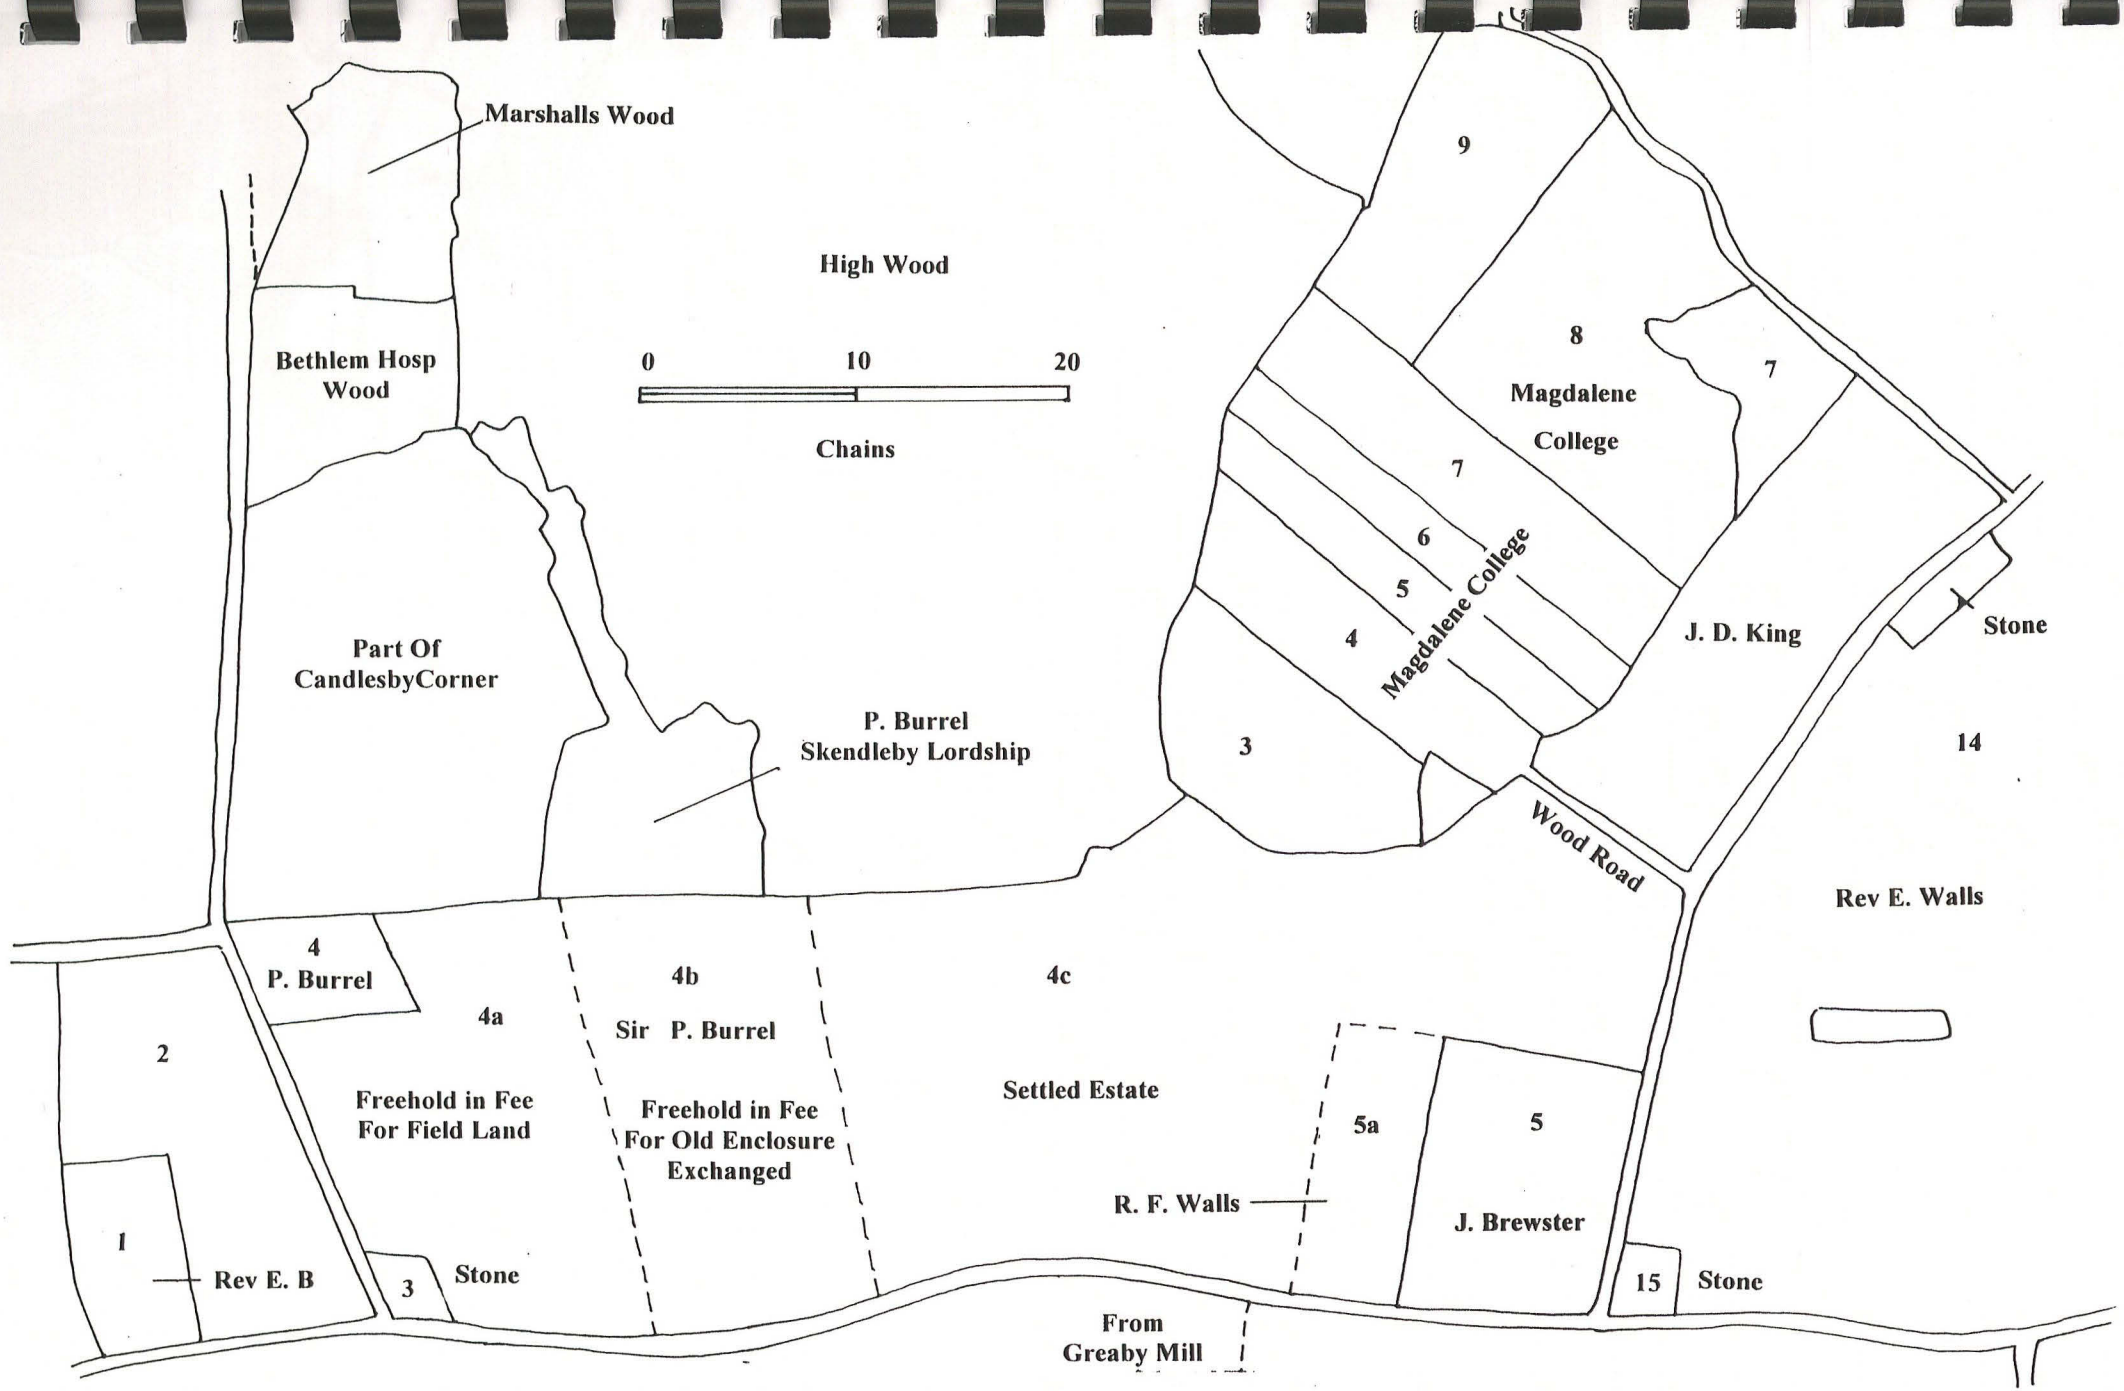 Marshalls Wood
9
High Wood
8
7
Bethlem Hosp
Wood
0 10 20
Chains
Magdalene
College
7
6
5
4
Magdalene College
J. D. King
Stone
Part Of
CandlesbyCorner
P. Burrel
Skendleby Lordship
3
14
Wood Road
Rev E. Walls
4
P. Burrel
4a
4b
4c
Sir P. Burrel
2
Freehold in Fee
For Field Land
Freehold in Fee
For Old Enclosure
Exchanged
Settled Estate
5a
5
R. F. Walls
J. Brewster
1
Rev E. B
3
Stone
15
Stone
From
Greaby Mill